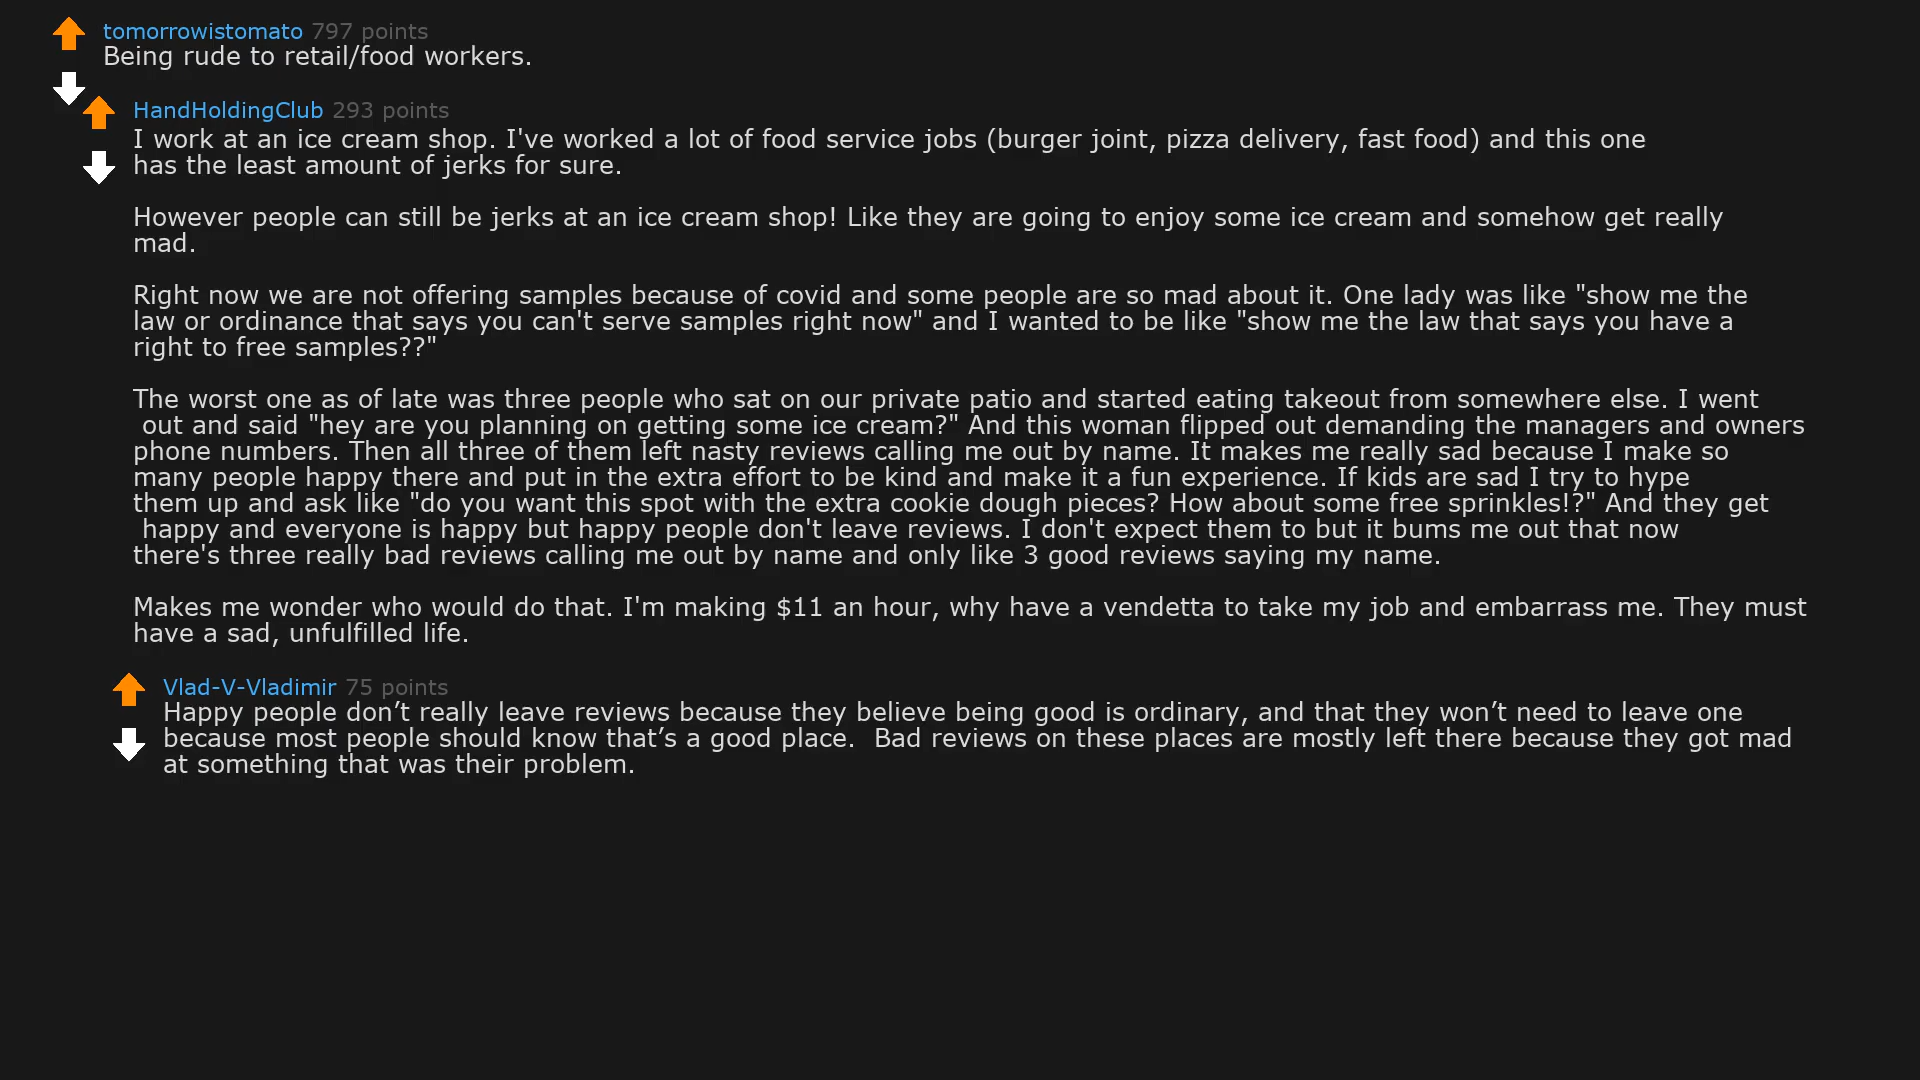 tomorrowistomato 797 points
Being rude to retail/food workers.
HandHoldingClub 293 points
I work at an ice cream shop. I've worked a lot of food service jobs (burger joint, pizza delivery, fast food) and this one
has the least amount of jerks for sure.
However people can still be jerks at an ice cream shop! Like they are going to enjoy some ice cream and somehow get really
mad.
Right now we are not offering samples because of covid and some people are so mad about it. One lady was like "show me the
law or ordinance that says you can't serve samples right now" and I wanted to be like "show me the law that says you have a
right to free samples??"
The worst one as of late was three people who sat on our private patio and started eating takeout from somewhere else. I went
out and said "hey are you planning on getting some ice cream?" And this woman flipped out demanding the managers and owners
phone numbers. Then all three of them left nasty reviews calling me out by name. It makes me really sad because I make so
many people happy there and put in the extra effort to be kind and make it a fun experience. If kids are sad I try to hype
them up and ask like "do you want this spot with the extra cookie dough pieces? How about some free sprinkles!?" And they get
happy and everyone is happy but happy people don't leave reviews. I don't expect them to but it bums me out that now
there's three really bad reviews calling me out by name and only like 3 good reviews saying my name.
Makes me wonder who would do that. I'm making $11 an hour, why have a vendetta to take my job and embarrass me. They must
have a sad, unfulfilled life.
Vlad-V-Vladimir 75 points
Happy people don’t really leave reviews because they believe being good is ordinary, and that they won’t need to leave one
because most people should know that’s a good place.  Bad reviews on these places are mostly left there because they got mad
at something that was their problem.